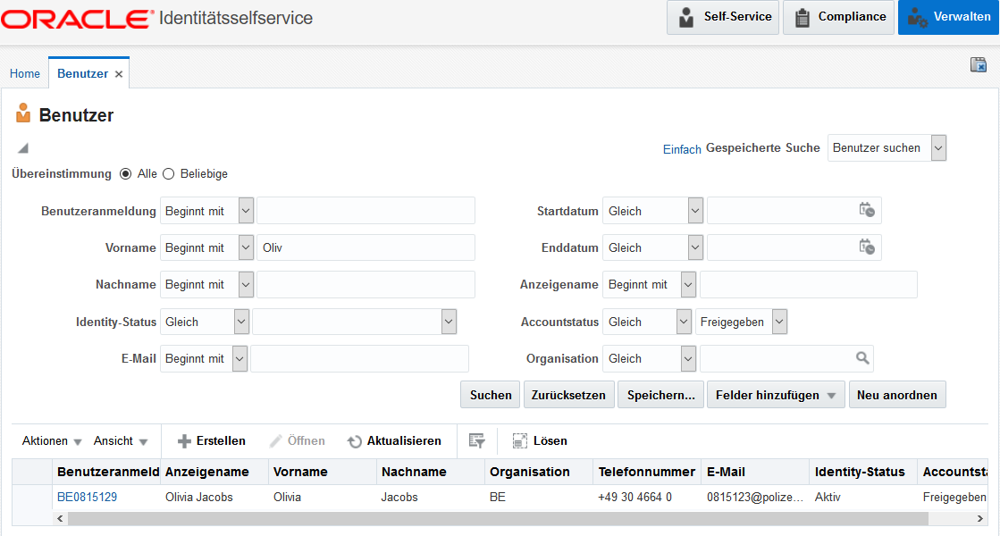 ORACLE® Identitätsselfservice Self-Service Compliance Verwalten
Home Benutzer ×
Benutzer
Einfach Gespeicherte Suche Benutzer suchen
Übereinstimmung Alle Beliebige
Benutzeranmeldung Beginnt mit Startdatum Gleich
Vorname Beginnt mit Oliv Enddatum Gleich
Nachname Beginnt mit Anzeigename Beginnt mit
Identity-Status Gleich Accountstatus Gleich Freigegeben
E-Mail Beginnt mit Organisation Gleich
Suchen Zurücksetzen Speichern... Felder hinzufügen Neu anordnen
Aktionen Ansicht Erstellen Öffnen Aktualisieren Lösen
Benutzeranmeld Anzeigename Vorname Nachname Organisation Telefonnummer E-Mail Identity-Status Accountsta
BE0815129 Olivia Jacobs Olivia Jacobs BE +49 30 4664 0 0815123@polize... Aktiv Freigegeben